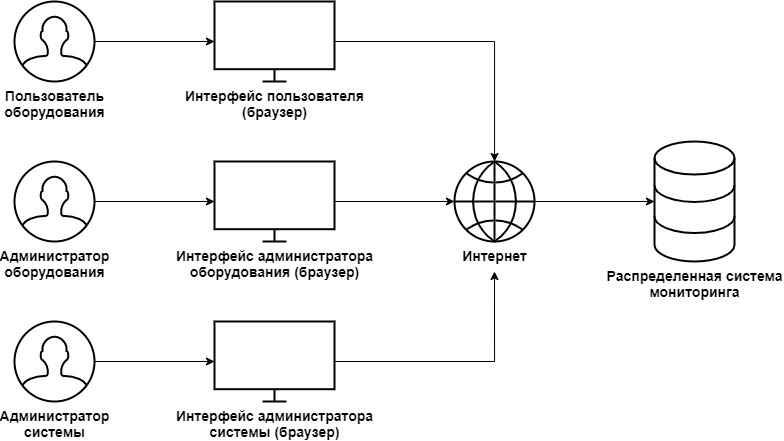 Пользователь
оборудования
Интерфейс пользователя
(браузер)
Администратор
оборудования
Интерфейс администратора
оборудования (браузер)
Интернет
Распределенная система
мониторинга
Администратор
системы
Интерфейс администратора
системы (браузер)